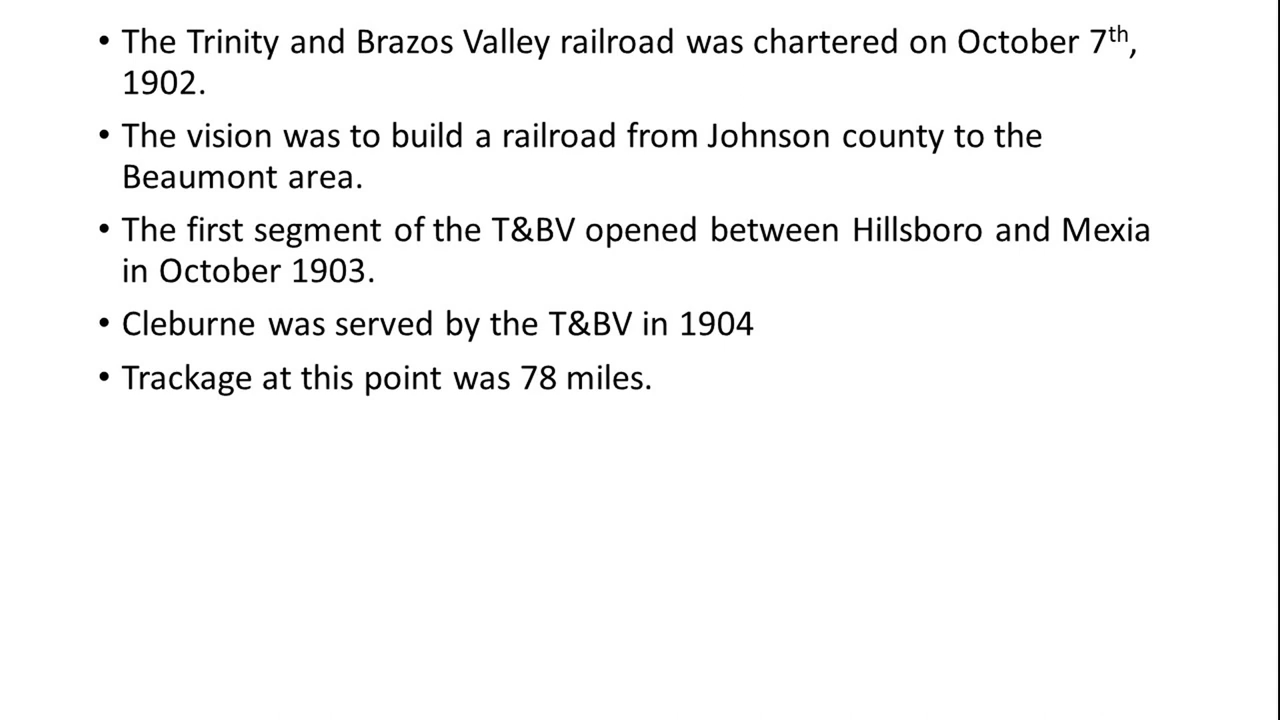 • The Trinity and Brazos Valley railroad was chartered on October 7th,
1902.
• The vision was to build a railroad from Johnson county to the
Beaumont area.
• The first segment of the T&BV opened between Hillsboro and Mexia
in October 1903.
• Cleburne was served by the T&BV in 1904
• Trackage at this point was 78 miles.